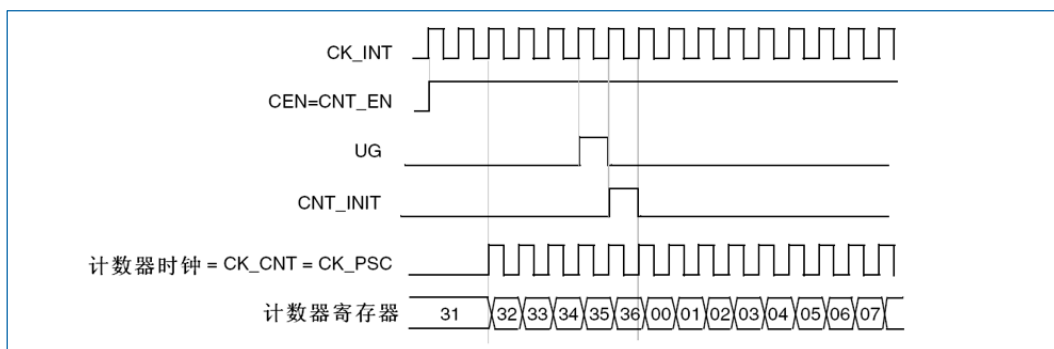 CK_INT
CEN=CNT_EN
UG
CNT_INIT
计数器时钟 = CK_CNT = CK_PSC
计数器寄存器 31 32 33 34 35 36 00 01 02 03 04 05 06 07